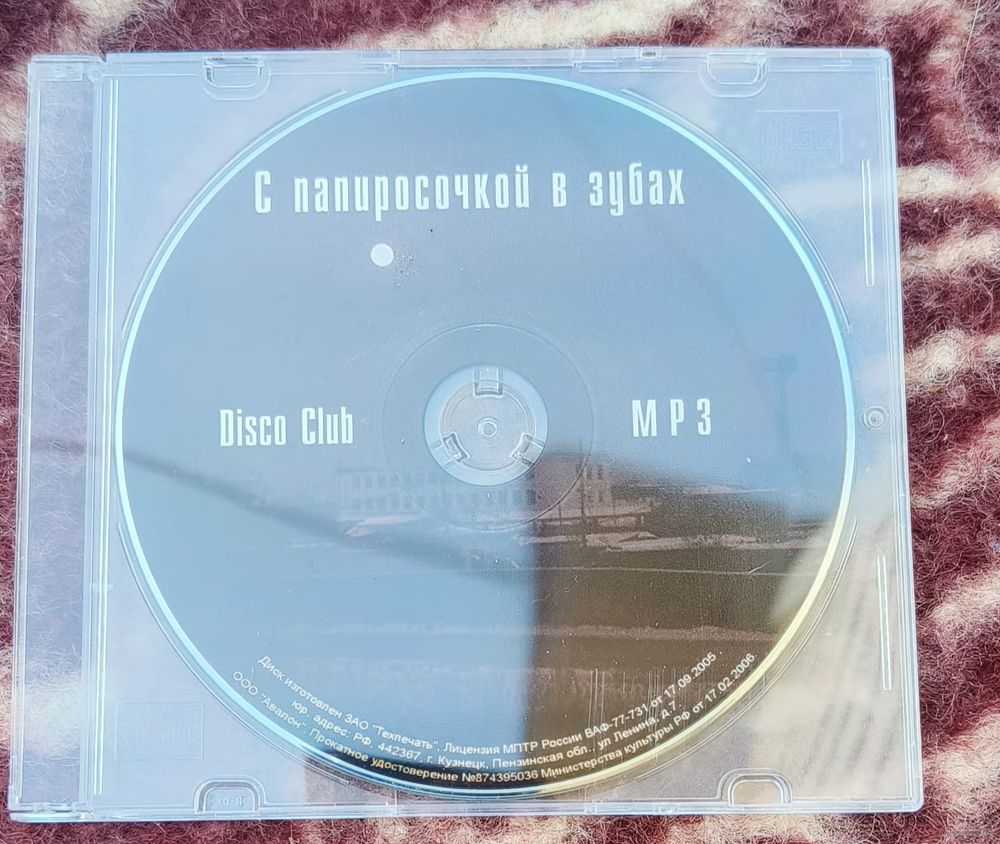 С папиросочкой в зубах
Disco Club
MP3
Диск изготовлен ЗАО "Техпечать". Лицензия МПТР России ВАФ-77-731 от 17.09.2005.
юр. адрес: РФ, 442367, г. Кузнецк, Пензинская обл., ул Ленина, д.7.
ООО "Авалон". Прокатное удостоверение №874395036 Министерства культуры РФ от 17.02.2006.